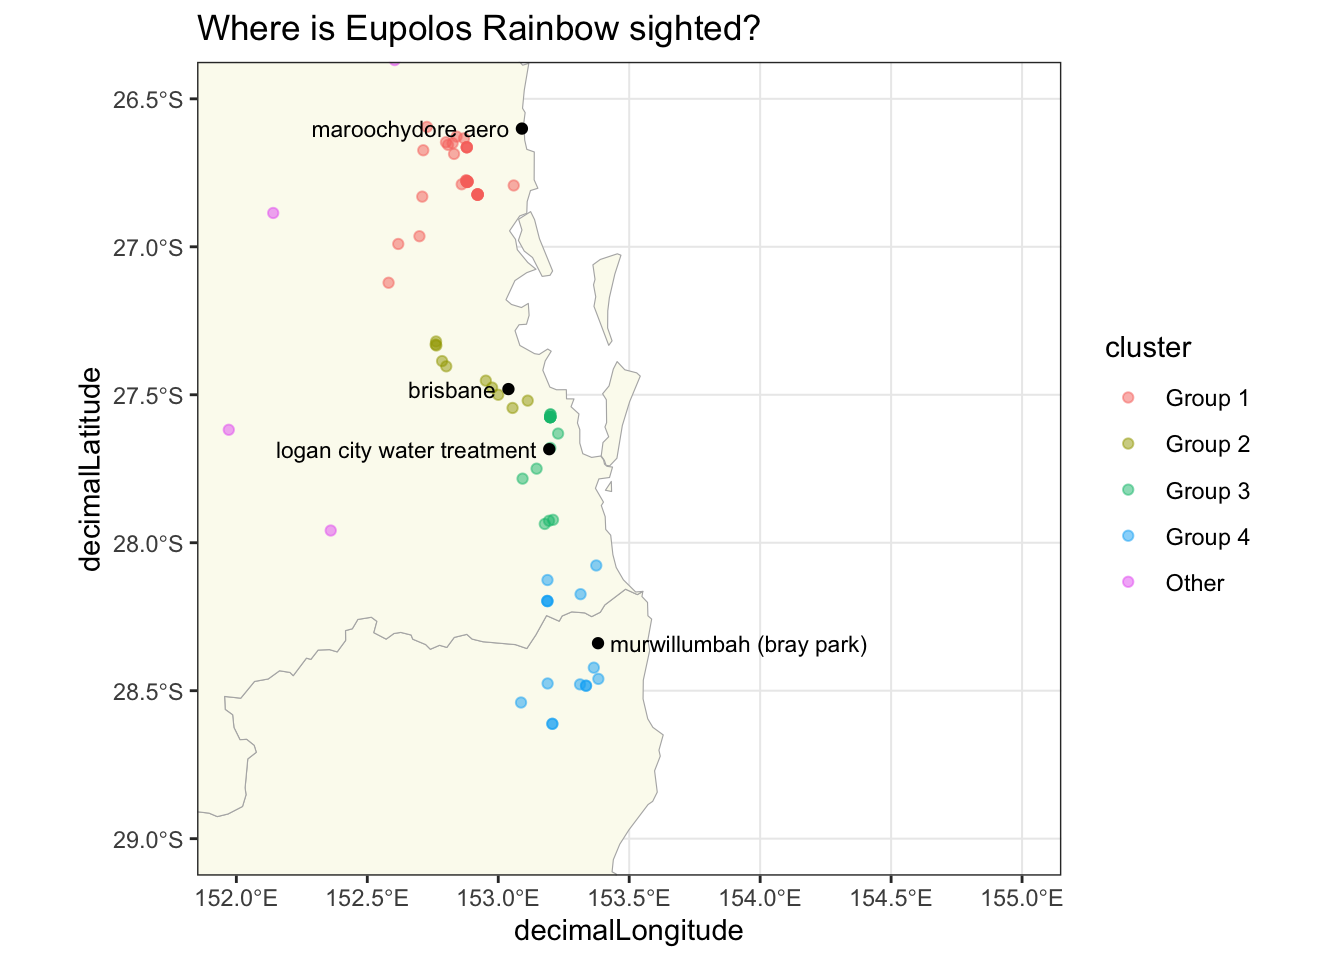 Where is Eupolos Rainbow sighted?
26.5°S
27.0°S
27.5°S
28.0°S
28.5°S
29.0°S
decimalLatitude
maroochydore aero
brisbane
logan city water treatment
murwillumbah (bray park)
152.0°E
152.5°E
153.0°E
153.5°E
154.0°E
154.5°E
155.0°E
decimalLongitude
cluster
Group 1
Group 2
Group 3
Group 4
Other